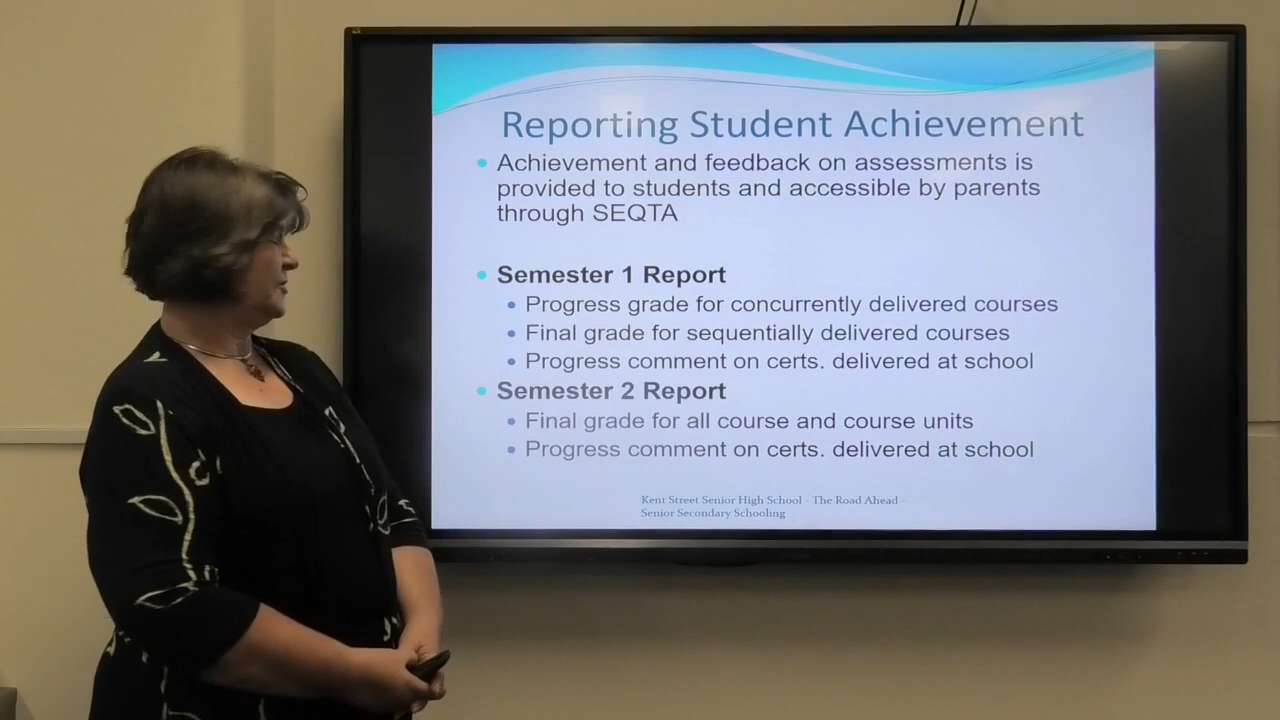 Reporting Student Achievement
• Achievement and feedback on assessments is
provided to students and accessible by parents
through SEQTA
• Semester 1 Report
• Progress grade for concurrently delivered courses
• Final grade for sequentially delivered courses
• Progress comment on certs. delivered at school
• Semester 2 Report
• Final grade for all course and course units
• Progress comment on certs. delivered at school
Kent Street Senior High School - The Road Ahead -
Senior Secondary Schooling